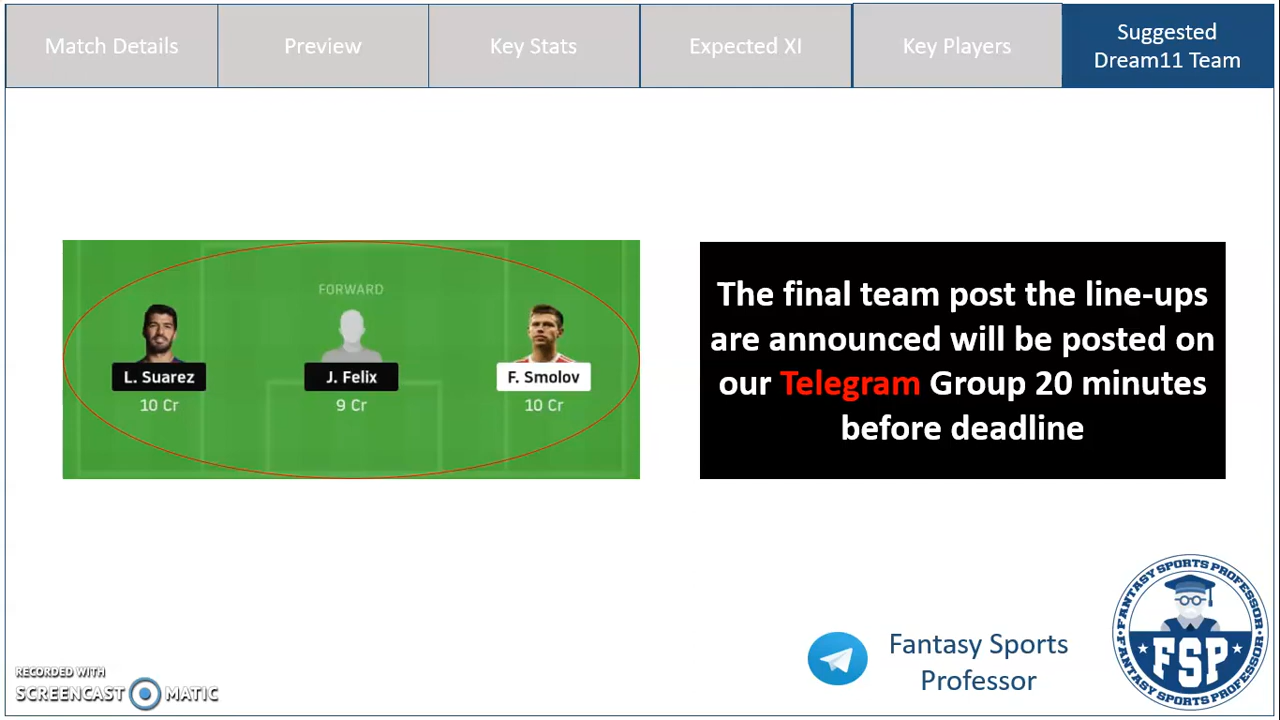 Match Details
Preview
Key Stats
Expected XI
Key Players
Suggested
Dream11 Team
FORWARD
L. Suarez
J. Felix
F. Smolov
10 Cr
9 Cr
10 Cr
The final team post the line-ups
are announced will be posted on
our Telegram Group 20 minutes
before deadline
Fantasy Sports
Professor
FANTASY SPORTS PROFESSOR
FANTASY SPORTS PROFESSOR
FSP
RECORDED WITH
SCREENCAST MATIC